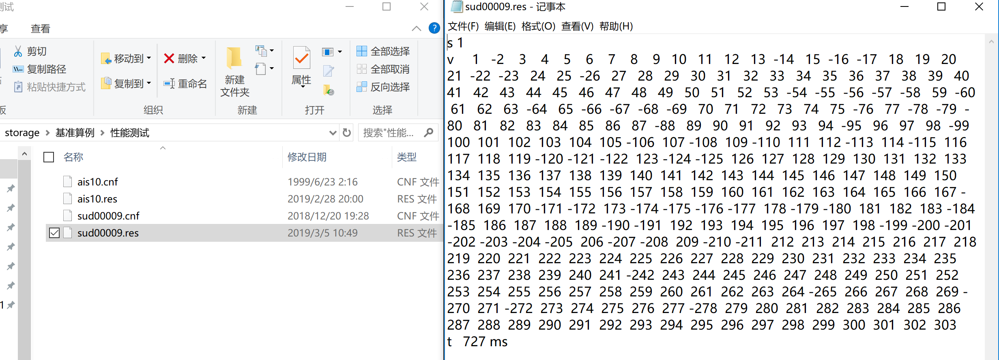 测试
享 查看
剪切
复制路径
粘贴快捷方式
板
移动到
复制到
删除
重命名
组织
新建
文件夹
新建
属性
打开
全部选择
全部取消
反向选择
选择
storage > 基准算例 > 性能测试
搜索"性能...
名称 修改日期 类型
ais10.cnf 1999/6/23 2:16 CNF 文件
ais10.res 2019/2/28 20:00 RES 文件
sud00009.cnf 2018/12/20 19:28 CNF 文件
sud00009.res 2019/3/5 10:49 RES 文件
1
sud00009.res - 记事本
文件(F) 编辑(E) 格式(O) 查看(V) 帮助(H)
s 1
v 1 -2 3 4 5 6 7 8 9 10 11 12 13 -14 15 -16 -17 18 19 20
21 -22 -23 24 25 -26 27 28 29 30 31 32 33 34 35 36 37 38 39 40
41 42 43 44 45 46 47 48 49 50 51 52 53 -54 -55 -56 -57 -58 59 -60
61 62 63 -64 65 -66 -67 -68 -69 70 71 72 73 74 75 -76 77 -78 -79 -
80 81 82 83 84 85 86 87 -88 89 90 91 92 93 94 -95 96 97 98 -99
100 101 102 103 104 105 -106 107 -108 109 -110 111 112 -113 114 -115 116
117 118 119 -120 -121 -122 123 -124 -125 126 127 128 129 130 131 132 133
134 135 136 137 138 139 140 141 142 143 144 145 146 147 148 149 150
151 152 153 154 155 156 157 158 159 160 161 162 163 164 165 166 167 -
168 169 170 -171 -172 173 -174 -175 -176 -177 178 -179 -180 181 182 183 -184
-185 186 187 188 189 -190 -191 192 193 194 195 196 197 198 -199 -200 -201
-202 -203 -204 -205 206 -207 -208 209 -210 -211 212 213 214 215 216 217 218
219 220 221 222 223 224 225 226 227 228 229 230 231 232 233 234 235
236 237 238 239 240 241 -242 243 244 245 246 247 248 249 250 251 252
253 254 255 256 257 258 259 260 261 262 263 264 -265 266 267 268 269 -
270 271 -272 273 274 275 276 277 -278 279 280 281 282 283 284 285 286
287 288 289 290 291 292 293 294 295 296 297 298 299 300 301 302 303
t 727 ms